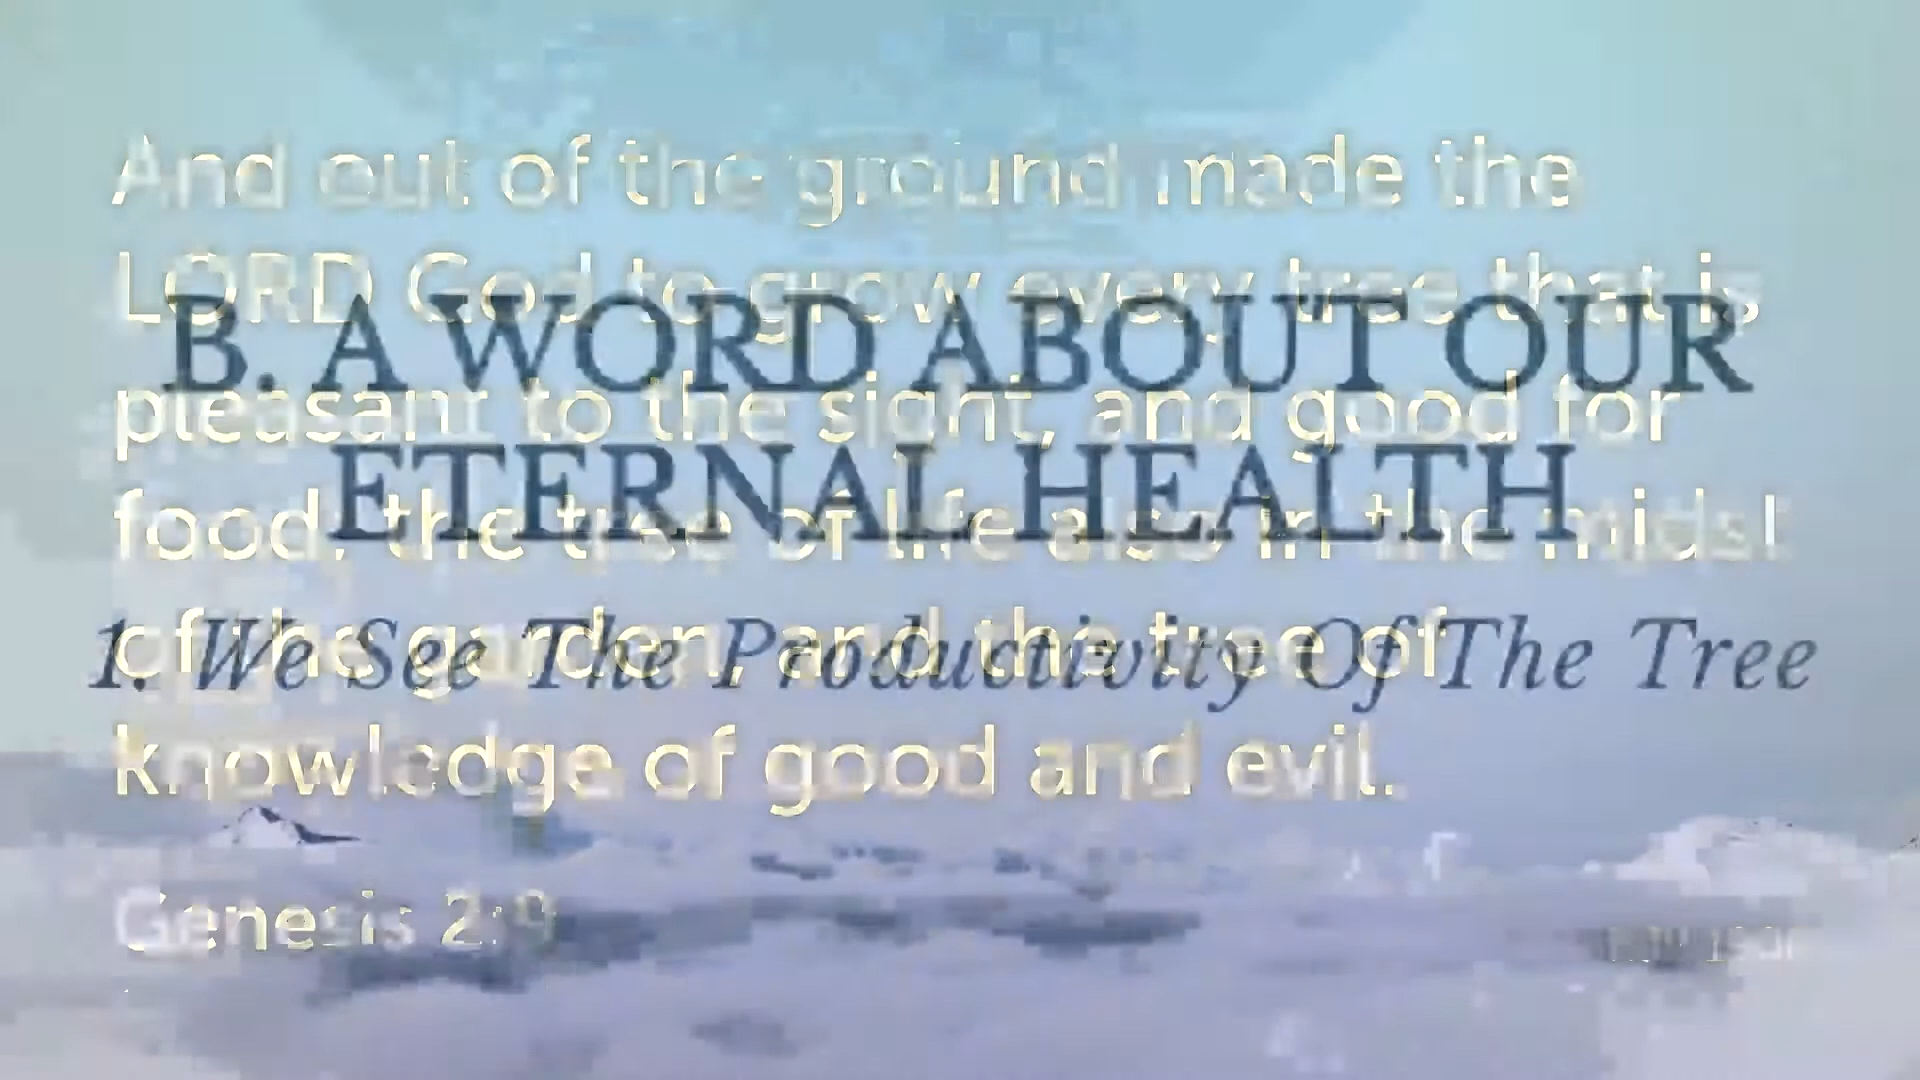 And out of the ground made the
LORD God to grow every tree that is
pleasant to the sight, and good for
food, the tree of life also in the midst
of the garden, and the tree of
knowledge of good and evil.
Genesis 2:9
B. A WORD ABOUT OUR
ETERNAL HEALTH
1. We See The Productivity Of The Tree